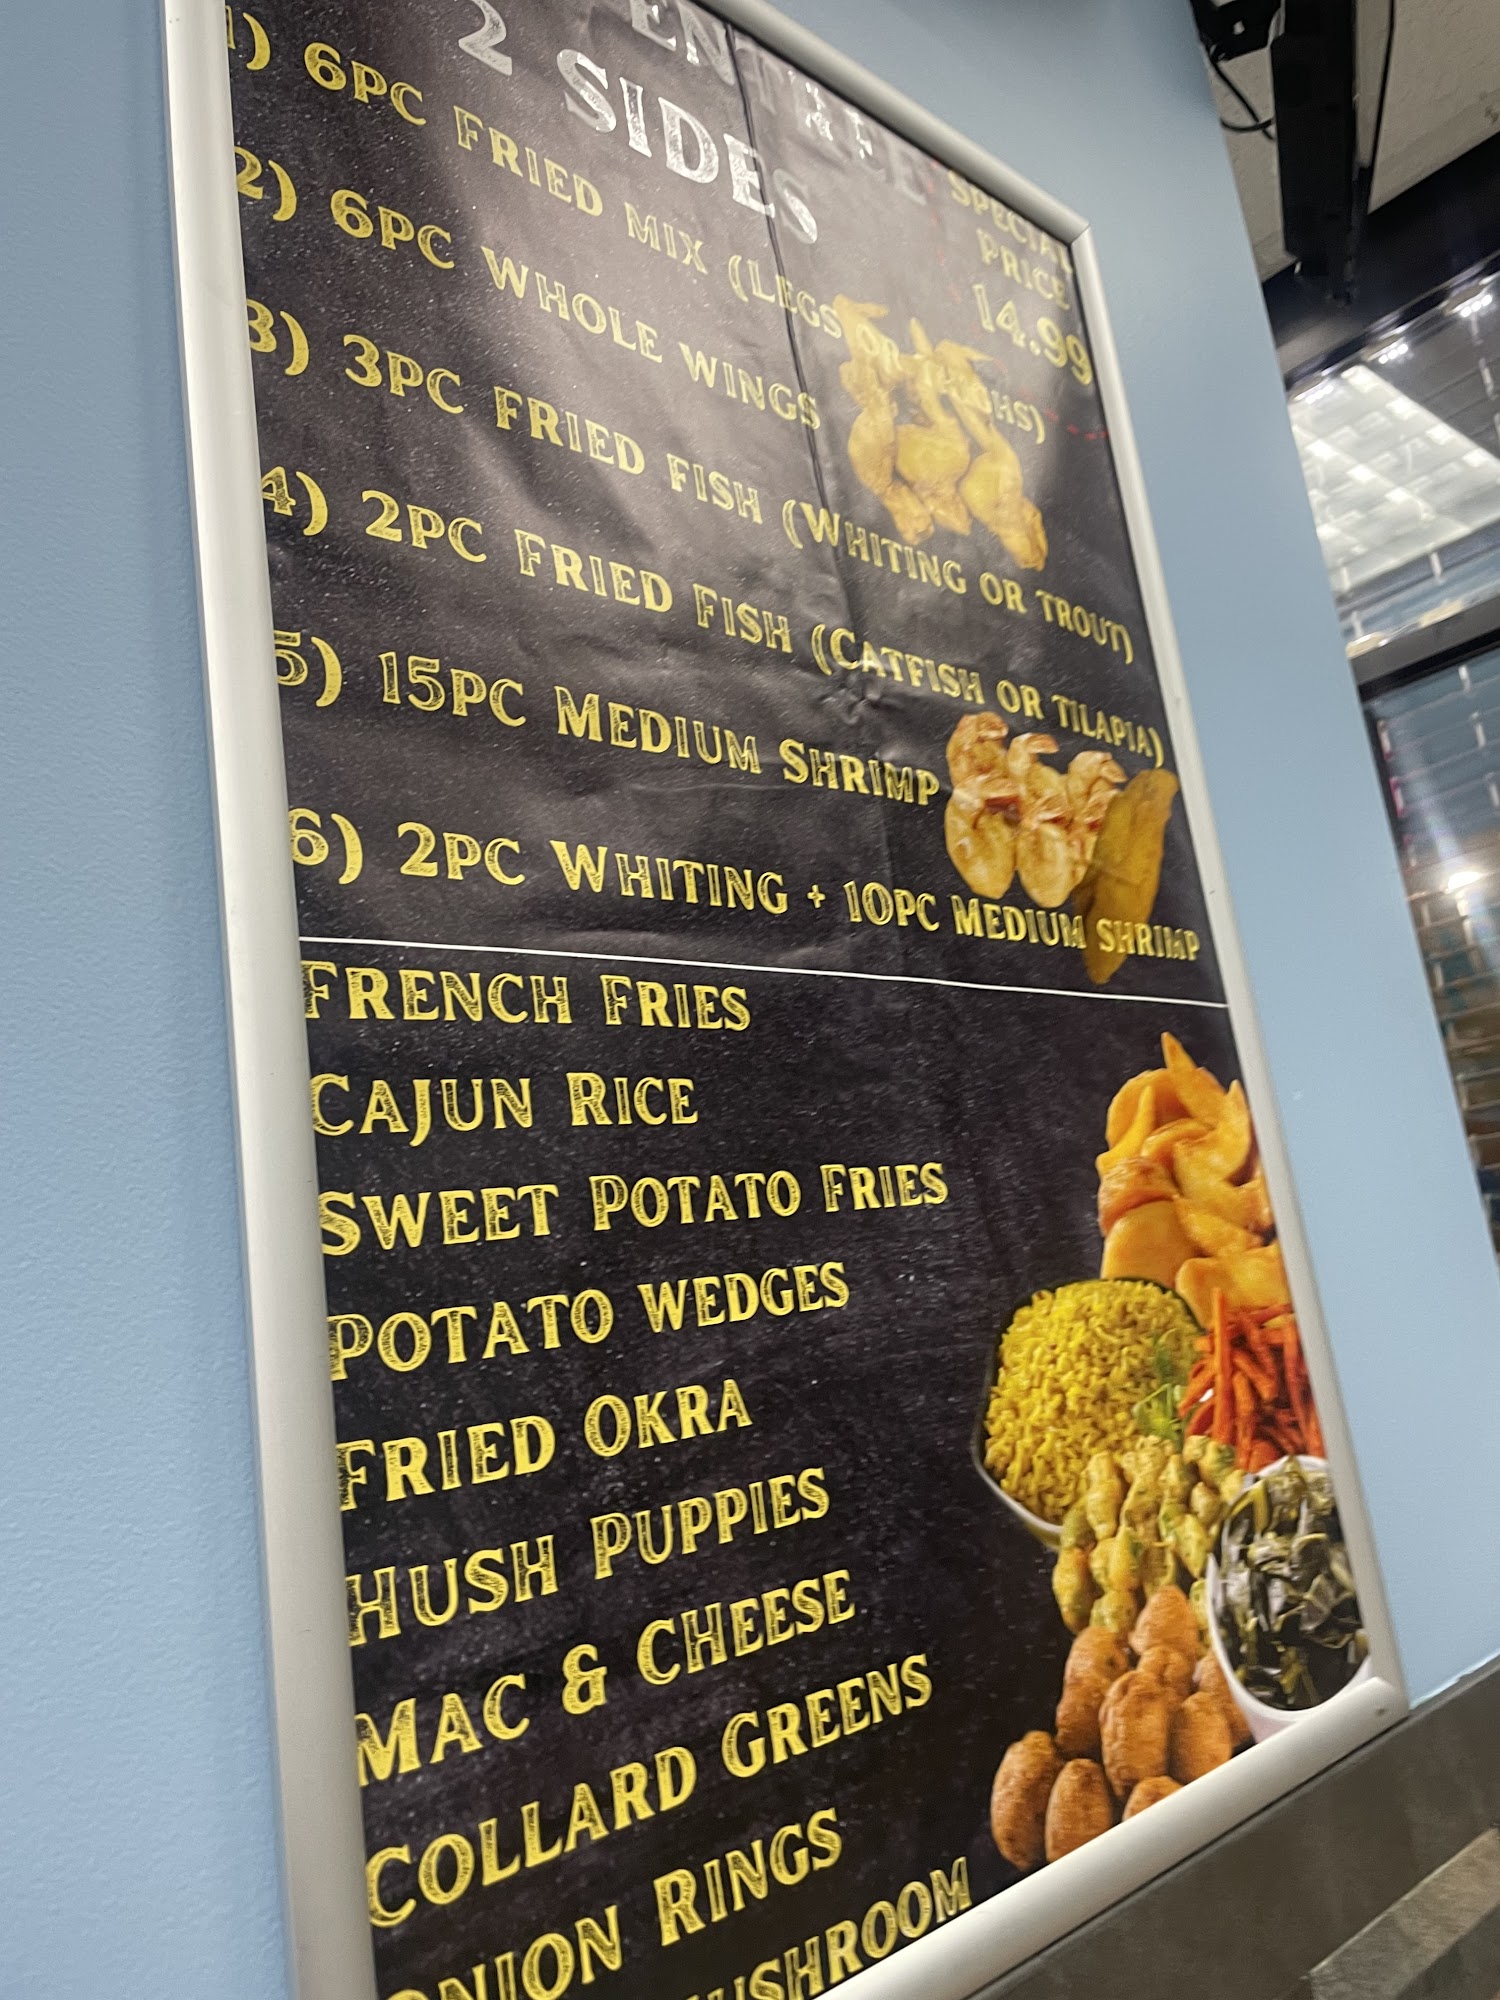 2 SIDES
SPECIAL
PRICE
14.99
1) 6PC FRIED MIX (LEGS OR THIGHS)
2) 6PC WHOLE WINGS
3) 3PC FRIED FISH (WHITING OR TROUT)
4) 2PC FRIED FISH (CATFISH OR TILAPIA)
5) 15PC MEDIUM SHRIMP
6) 2PC WHITING + 10PC MEDIUM SHRIMP
FRENCH FRIES
CAJUN RICE
SWEET POTATO FRIES
POTATO WEDGES
FRIED OKRA
HUSH PUPPIES
MAC & CHEESE
COLLARD GREENS
ONION RINGS
MUSHROOM